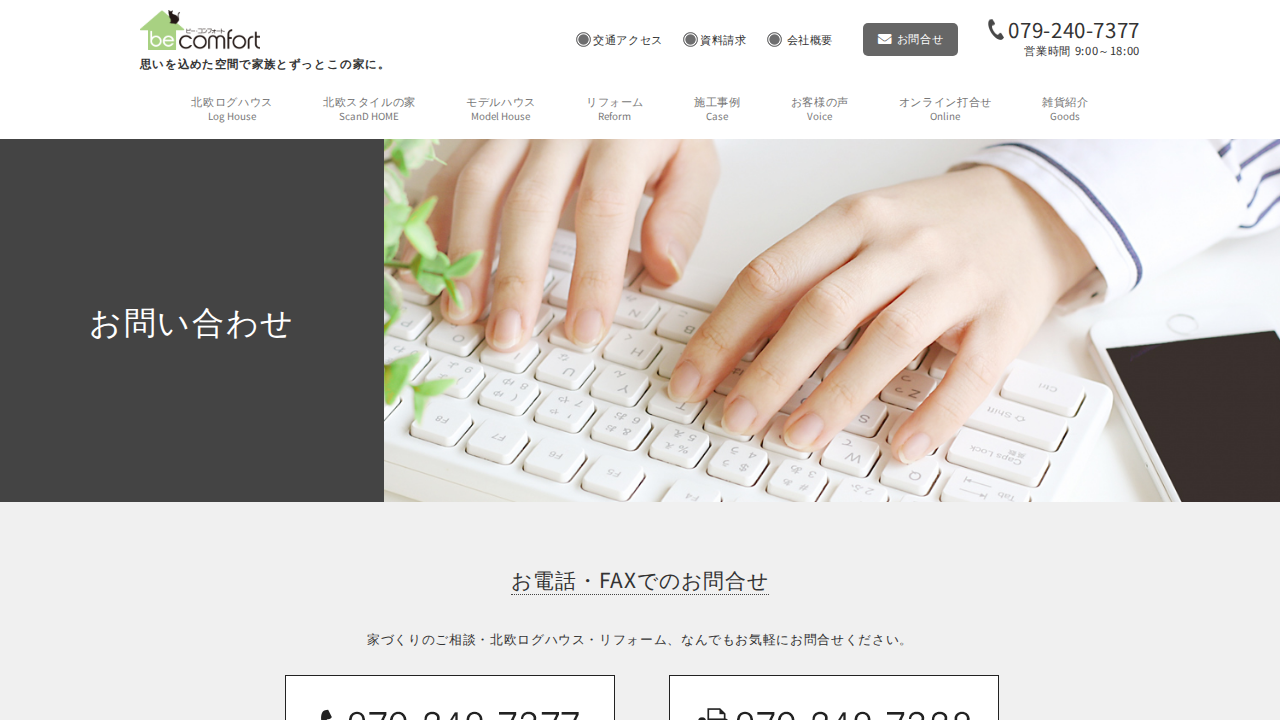 ビー・コンフォート
be comfort
思いを込めた空間で家族とずっとこの家に。
交通アクセス
資料請求
会社概要
お問合せ
079-240-7377
営業時間 9:00～18:00
北欧ログハウス
Log House
北欧スタイルの家
ScanD HOME
モデルハウス
Model House
リフォーム
Reform
施工事例
Case
お客様の声
Voice
オンライン打合せ
Online
雑貨紹介
Goods
お問い合わせ
お電話・FAXでのお問合せ
家づくりのご相談・北欧ログハウス・リフォーム、なんでもお気軽にお問合せください。